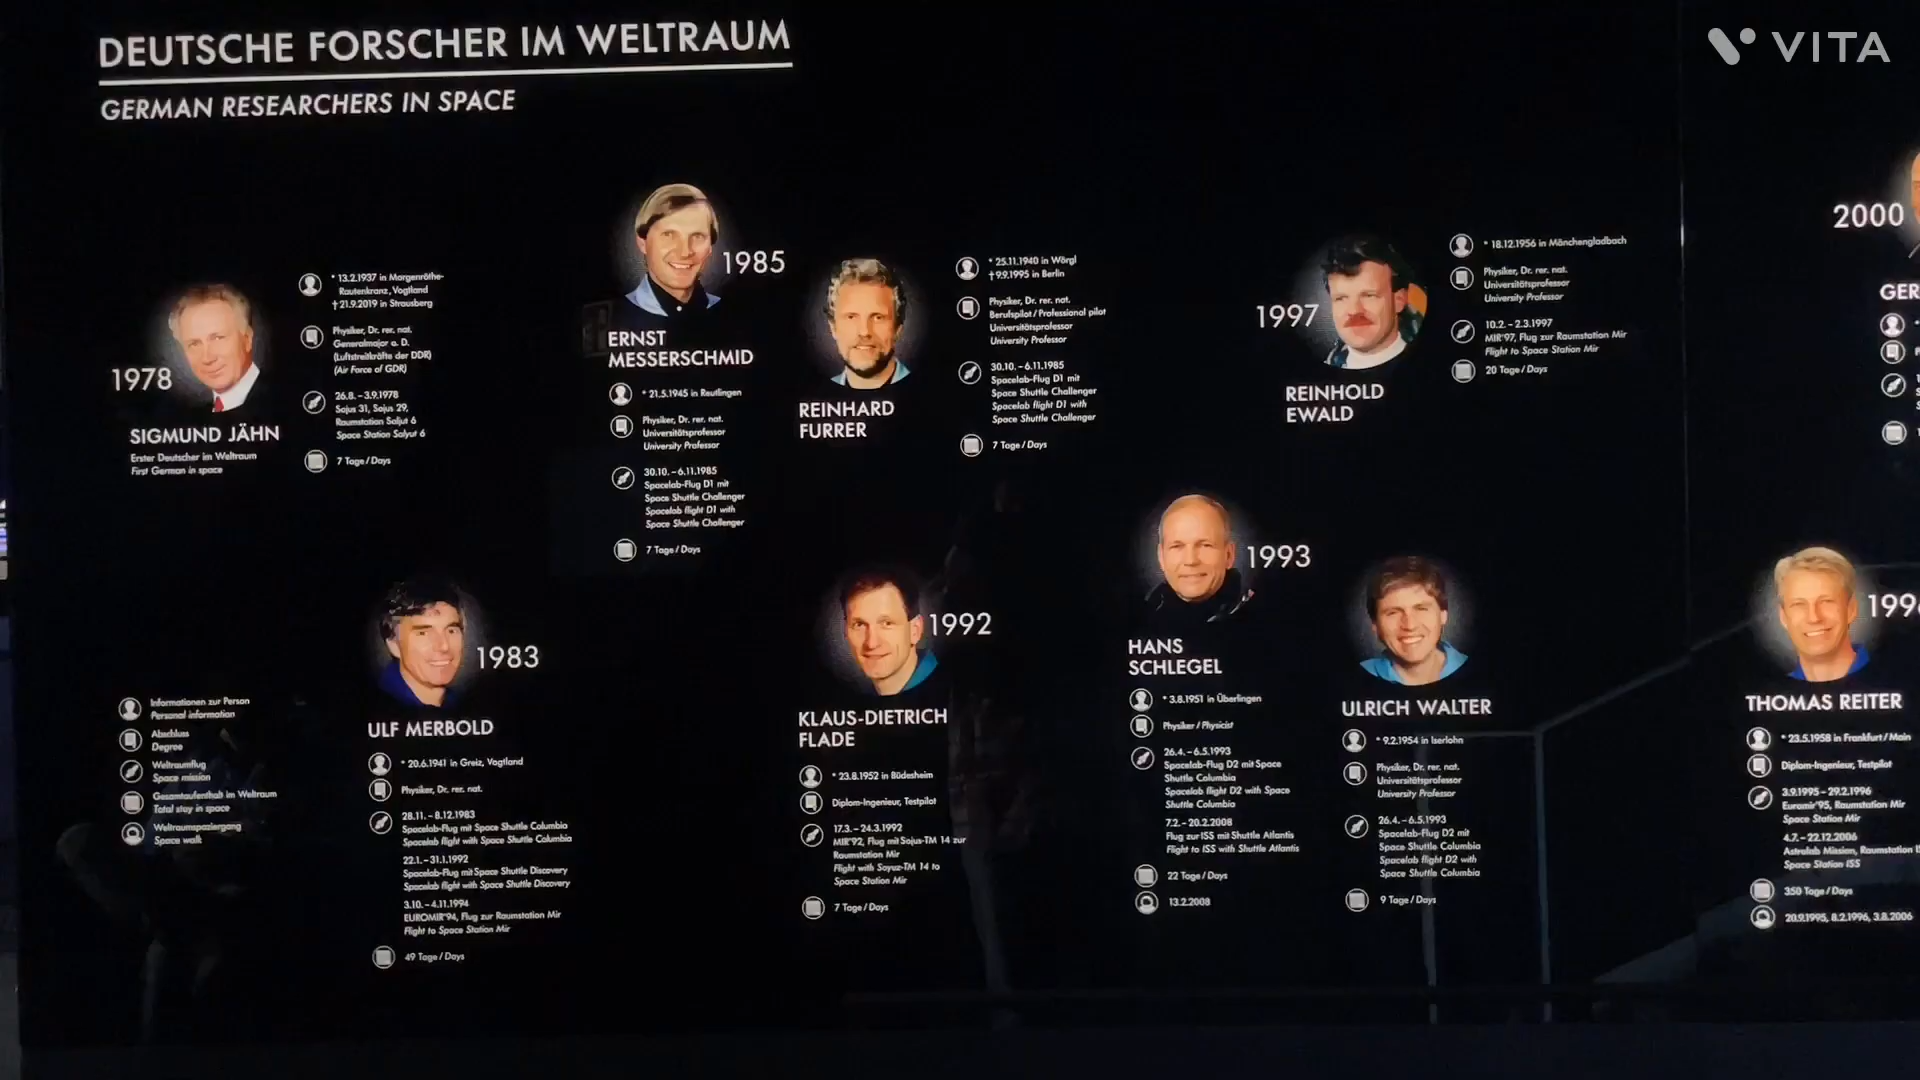 DEUTSCHE FORSCHER IM WELTRAUM
GERMAN RESEARCHERS IN SPACE
VITA
1978
SIGMUND JÄHN
Erster Deutscher im Weltraum
First German in space
* 13.2.1937 in Morgenröthe-
Rautenkranz, Vogtland
† 21.9.2019 in Strausberg
Physiker, Dr. rer. nat.
Generalmajor a. D.
(Luftstreitkräfte der DDR)
(Air Force of GDR)
26.8. – 3.9.1978
Sojus 31, Sojus 29,
Raumstation Saljut 6
Space Station Salyut 6
7 Tage / Days
1985
ERNST
MESSERSCHMID
* 21.5.1945 in Reutlingen
Physiker, Dr. rer. nat.
Universitätsprofessor
University Professor
30.10. – 6.11.1985
Spacelab-Flug D1 mit
Space Shuttle Challenger
Spacelab flight D1 with
Space Shuttle Challenger
7 Tage / Days
REINHARD
FURRER
* 25.11.1940 in Wörgl
† 9.9.1995 in Berlin
Physiker, Dr. rer. nat.
Berufspilot / Professional pilot
Universitätsprofessor
University Professor
30.10. – 6.11.1985
Spacelab-Flug D1 mit
Space Shuttle Challenger
Spacelab flight D1 with
Space Shuttle Challenger
7 Tage / Days
1997
REINHOLD
EWALD
* 18.12.1956 in Mönchengladbach
Physiker, Dr. rer. nat.
Universitätsprofessor
University Professor
10.2. – 2.3.1997
MIR'97, Flug zur Raumstation Mir
Flight to Space Station Mir
20 Tage / Days
2000
GER
Informationen zur Person
Personal information
Abschluss
Degree
Weltraumflug
Space mission
Gesamtaufenthalt im Weltraum
Total stay in space
Weltraumspaziergang
Space walk
1983
ULF MERBOLD
* 20.6.1941 in Greiz, Vogtland
Physiker, Dr. rer. nat.
28.11. – 8.12.1983
Spacelab-Flug mit Space Shuttle Columbia
Spacelab flight with Space Shuttle Columbia
22.1. – 31.1.1992
Spacelab-Flug mit Space Shuttle Discovery
Spacelab flight with Space Shuttle Discovery
3.10. – 4.11.1994
EUROMIR'94, Flug zur Raumstation Mir
Flight to Space Station Mir
49 Tage / Days
1992
KLAUS-DIETRICH
FLADE
* 23.8.1952 in Büdesheim
Diplom-Ingenieur, Testpilot
17.3. – 24.3.1992
MIR'92, Flug mit Sojus-TM 14 zur
Raumstation Mir
Flight with Soyuz-TM 14 to
Space Station Mir
7 Tage / Days
1993
HANS
SCHLEGEL
* 3.8.1951 in Überlingen
Physiker / Physicist
26.4. – 6.5.1993
Spacelab-Flug D2 mit Space
Shuttle Columbia
Spacelab flight D2 with Space
Shuttle Columbia
7.2. – 20.2.2008
Flug zur ISS mit Shuttle Atlantis
Flight to ISS with Shuttle Atlantis
22 Tage / Days
13.2.2008
ULRICH WALTER
* 9.2.1954 in Iserlohn
Physiker, Dr. rer. nat.
Universitätsprofessor
University Professor
26.4. – 6.5.1993
Spacelab-Flug D2 mit
Space Shuttle Columbia
Spacelab flight D2 with
Space Shuttle Columbia
9 Tage / Days
THOMAS REITER
* 23.5.1958 in Frankfurt / Main
Diplom-Ingenieur, Testpilot
3.9.1995 – 29.2.1996
Euromir'95, Raumstation Mir
Space Station Mir
4.7. – 22.12.2006
Astrolab Mission, Raumstation
Space Station ISS
350 Tage / Days
20.9.1995, 8.2.1996, 3.8.2006